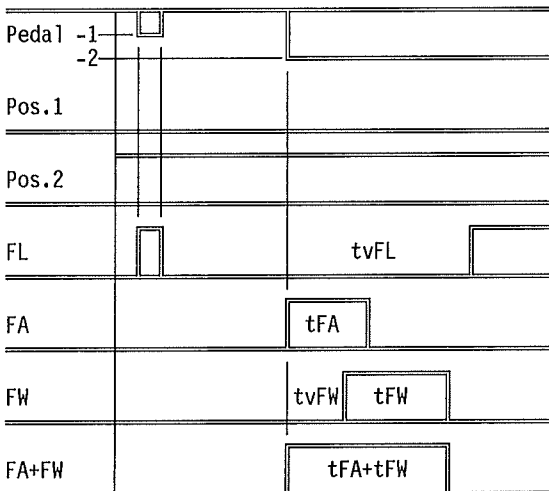 Pedal -1
-2
Pos.1
Pos.2
FL tvFL
FA tFA
FW tvFW tFW
FA+FW tFA+tFW